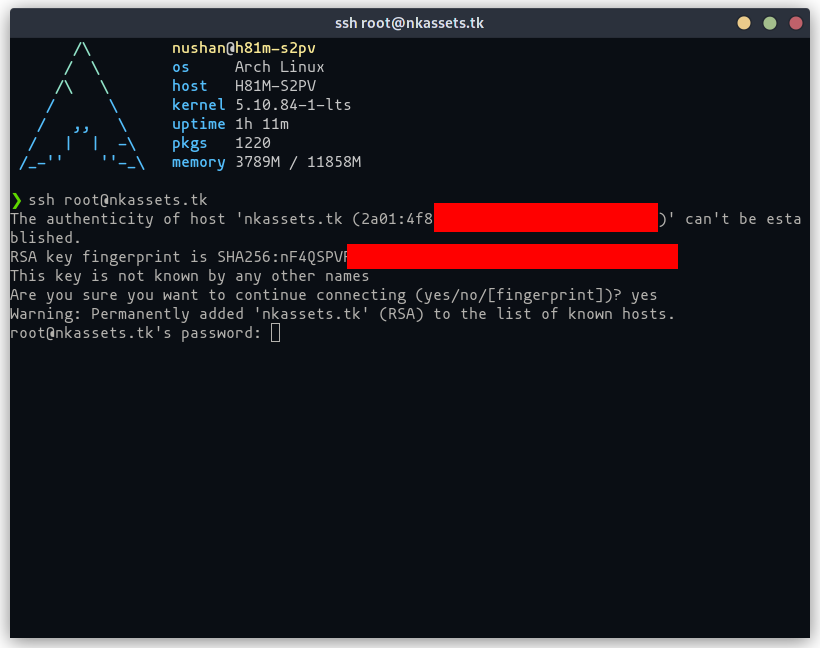 ssh root@nkassets.tk
nushan@h81m-s2pv
os Arch Linux
host H81M-S2PV
kernel 5.10.84-1-lts
uptime 1h 11m
pkgs 1220
memory 3789M / 11858M
❯ ssh root@nkassets.tk
The authenticity of host 'nkassets.tk (2a01:4f8 )' can't be esta
blished.
RSA key fingerprint is SHA256:nF4QSPV
This key is not known by any other names
Are you sure you want to continue connecting (yes/no/[fingerprint])? yes
Warning: Permanently added 'nkassets.tk' (RSA) to the list of known hosts.
root@nkassets.tk's password: